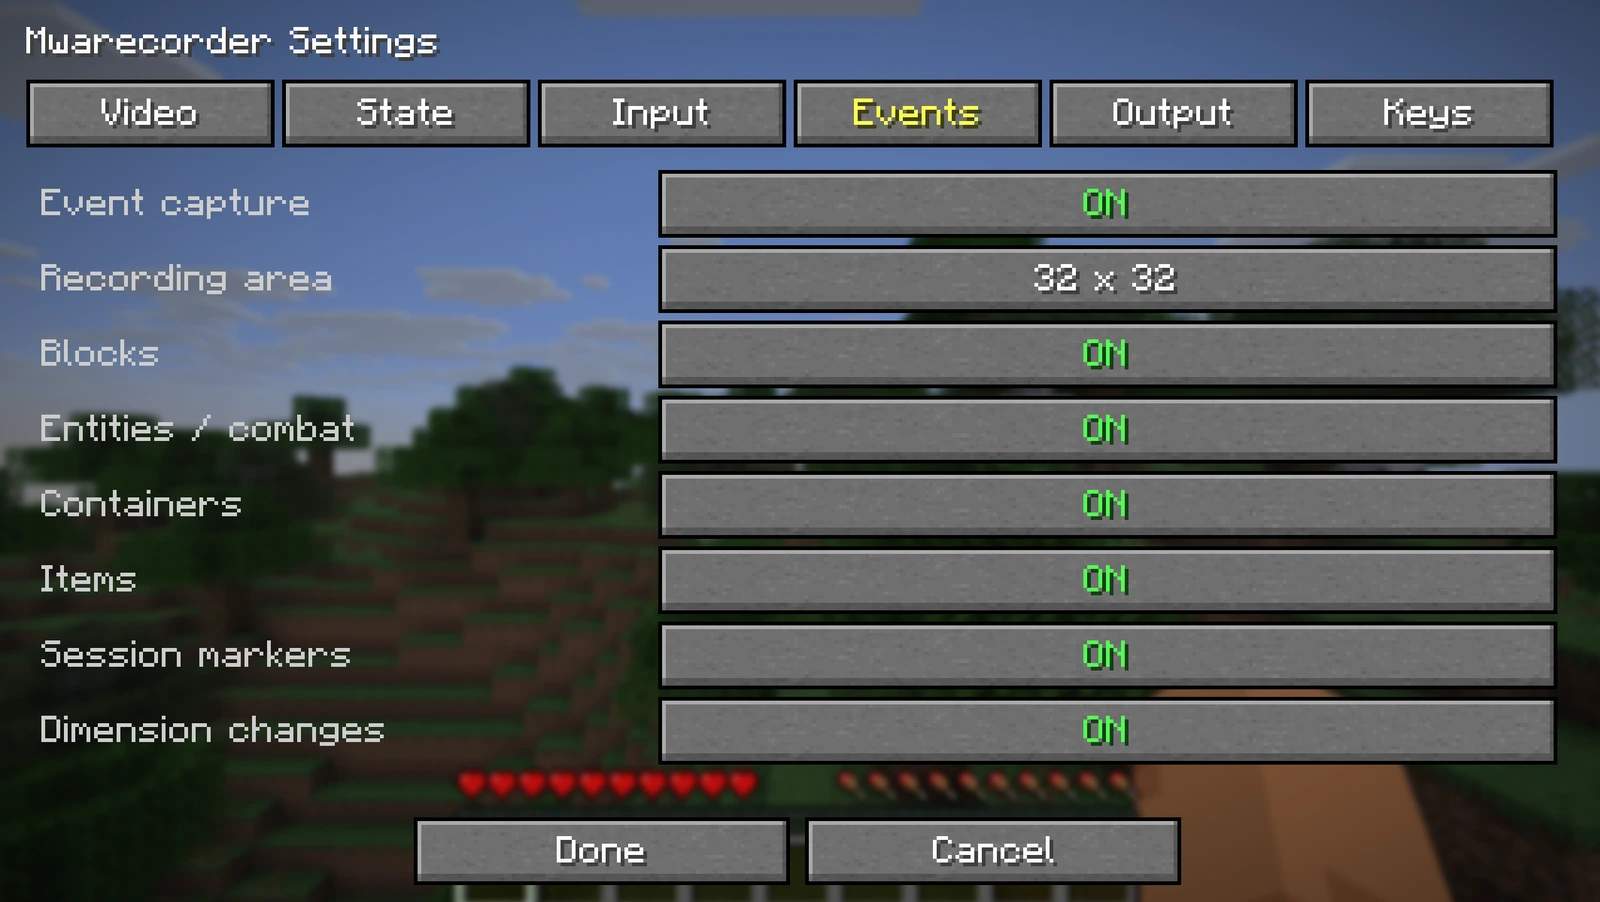 Mwarecorder Settings
Video State Input Events Output Keys
Event capture ON
Recording area 32 x 32
Blocks ON
Entities / combat ON
Containers ON
Items ON
Session markers ON
Dimension changes ON
Done Cancel